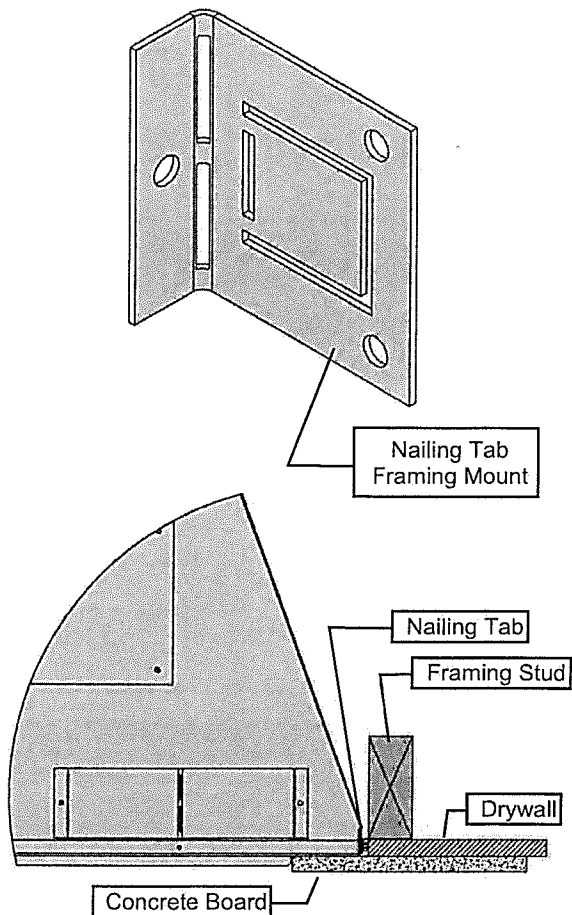 Nailing Tab
Framing Mount
Nailing Tab
Framing Stud
Drywall
Concrete Board